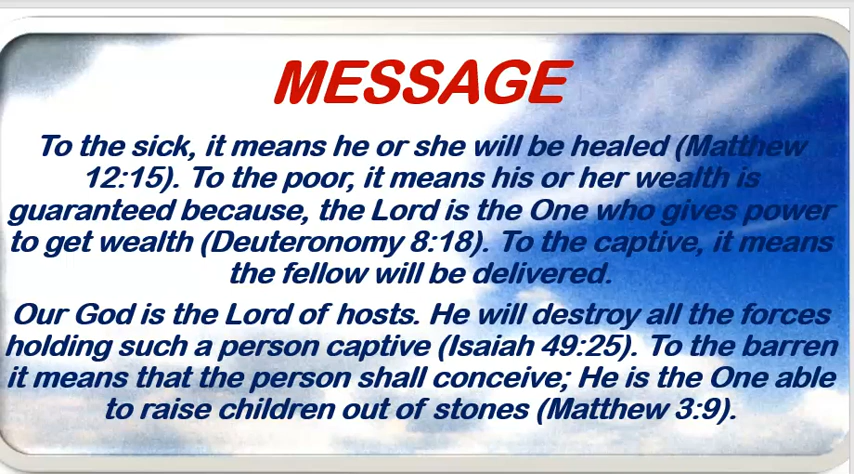 MESSAGE
To the sick, it means he or she will be healed (Matthew
12:15). To the poor, it means his or her wealth is
guaranteed because, the Lord is the One who gives power
to get wealth (Deuteronomy 8:18). To the captive, it means
the fellow will be delivered.
Our God is the Lord of hosts. He will destroy all the forces
holding such a person captive (Isaiah 49:25). To the barren
it means that the person shall conceive; He is the One able
to raise children out of stones (Matthew 3:9).